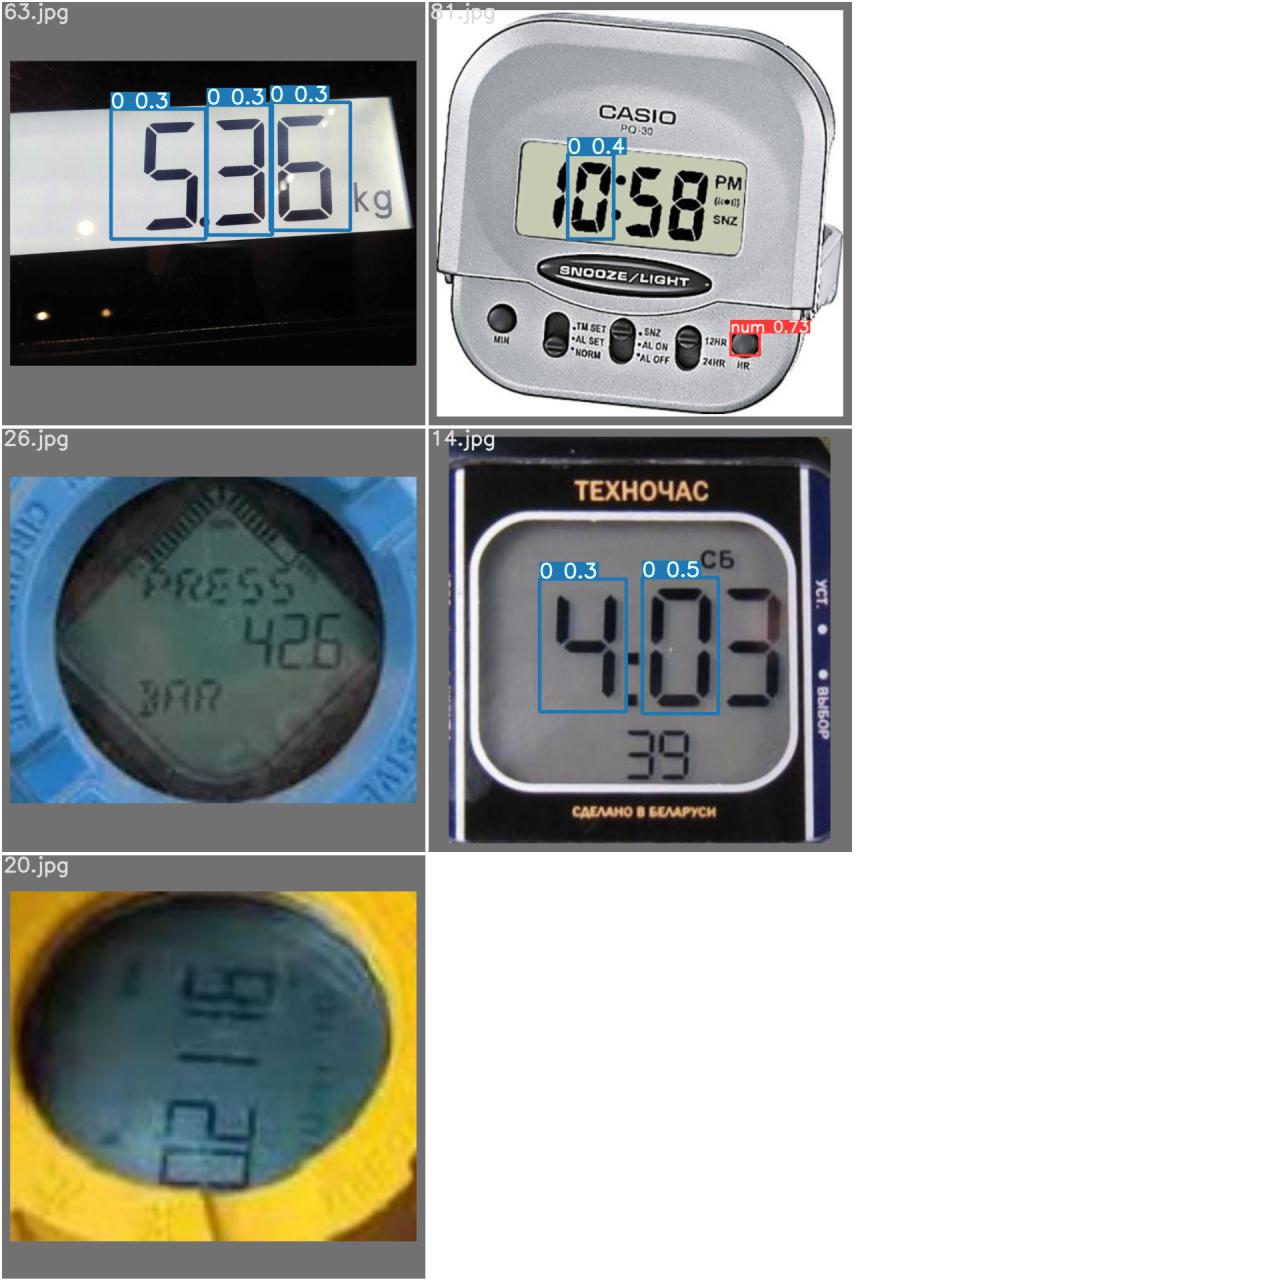 63.jpg
0 0.3
0 0.3
0 0.3
5.36
kg
81.jpg
CASIO
PQ-30
0 0.4
10:58
PM
SNZ
SNOOZE/LIGHT
MIN
TM SET
AL SET
NORM
SNZ
AL ON
AL OFF
12HR
24HR
num 0.73
HR
26.jpg
PRESS
426
BAR
14.jpg
ТЕХНОЧАС
СБ
0 0.3
0 0.5
4:03
39
УСТ.
ВЫБОР
СДЕЛАНО В БЕЛАРУСИ
20.jpg